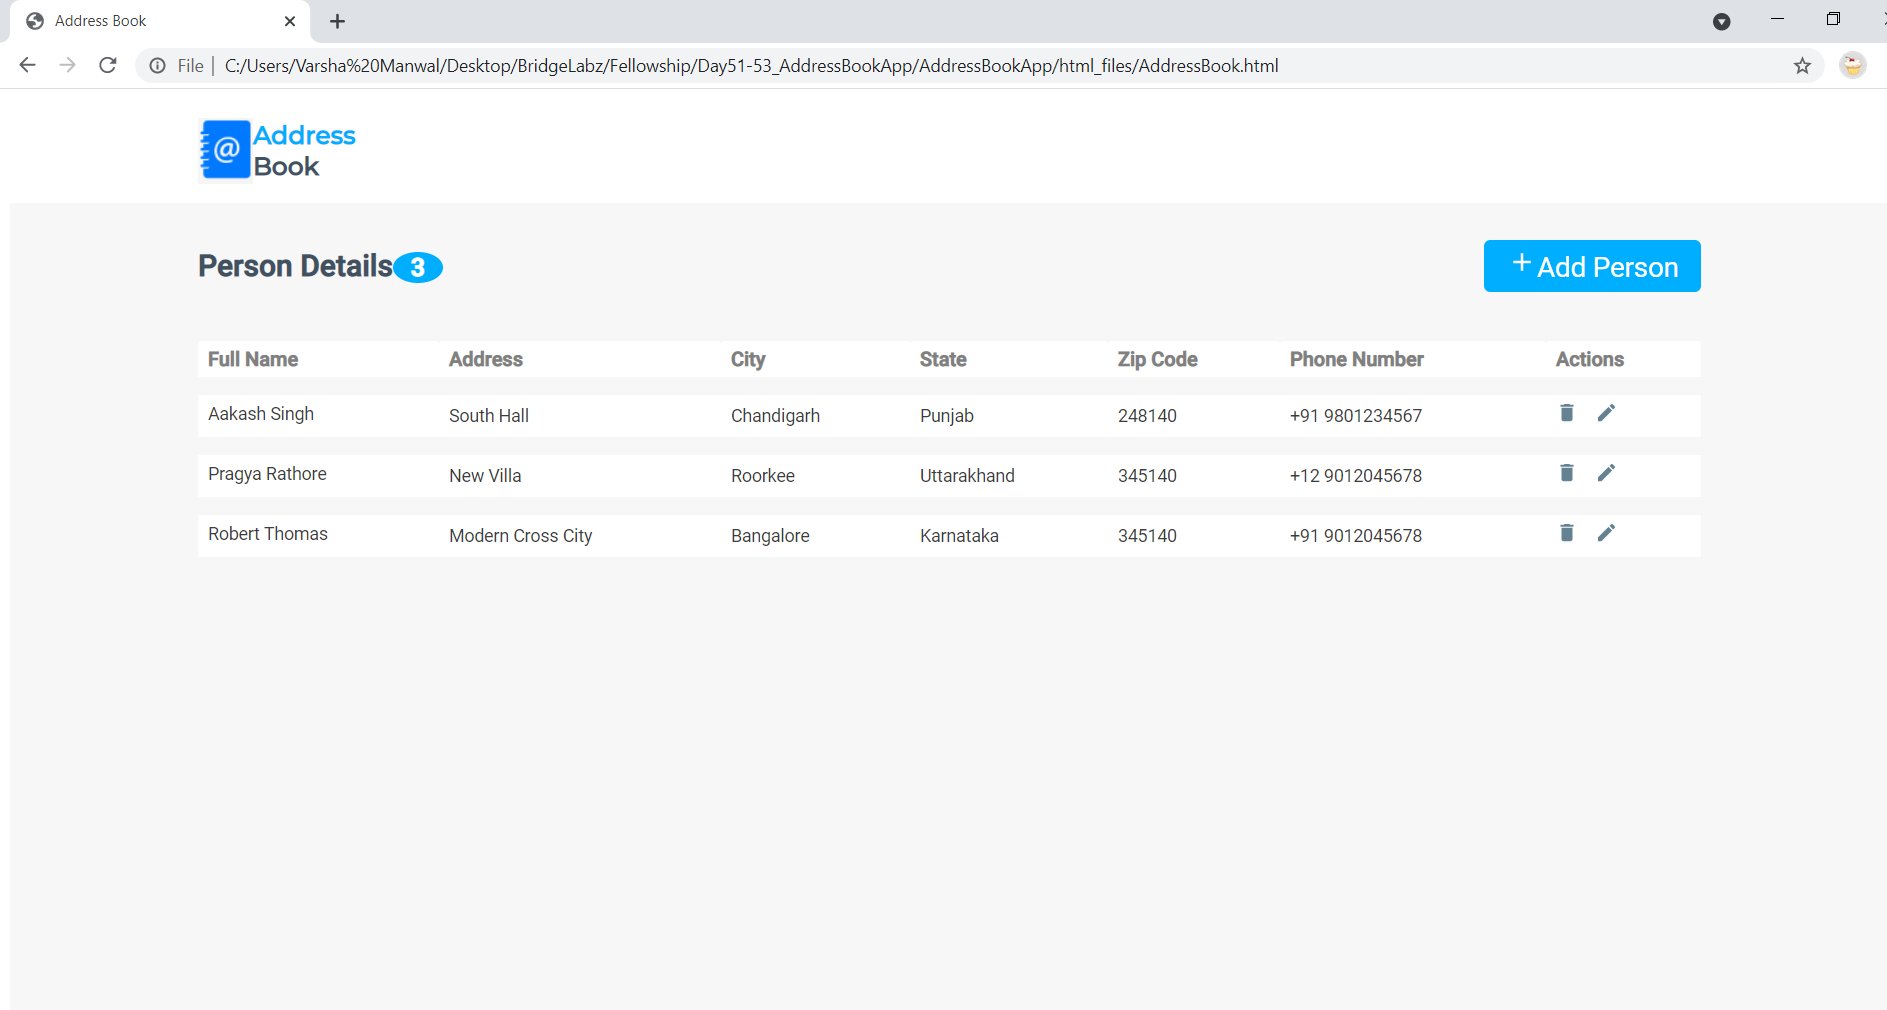 Address Book
File | C:/Users/Varsha%20Manwal/Desktop/BridgeLabz/Fellowship/Day51-53_AddressBookApp/AddressBookApp/html_files/AddressBook.html
@ Address
Book
Person Details 3 + Add Person
Full Name Address City State Zip Code Phone Number Actions
Aakash Singh South Hall Chandigarh Punjab 248140 +91 9801234567
Pragya Rathore New Villa Roorkee Uttarakhand 345140 +12 9012045678
Robert Thomas Modern Cross City Bangalore Karnataka 345140 +91 9012045678